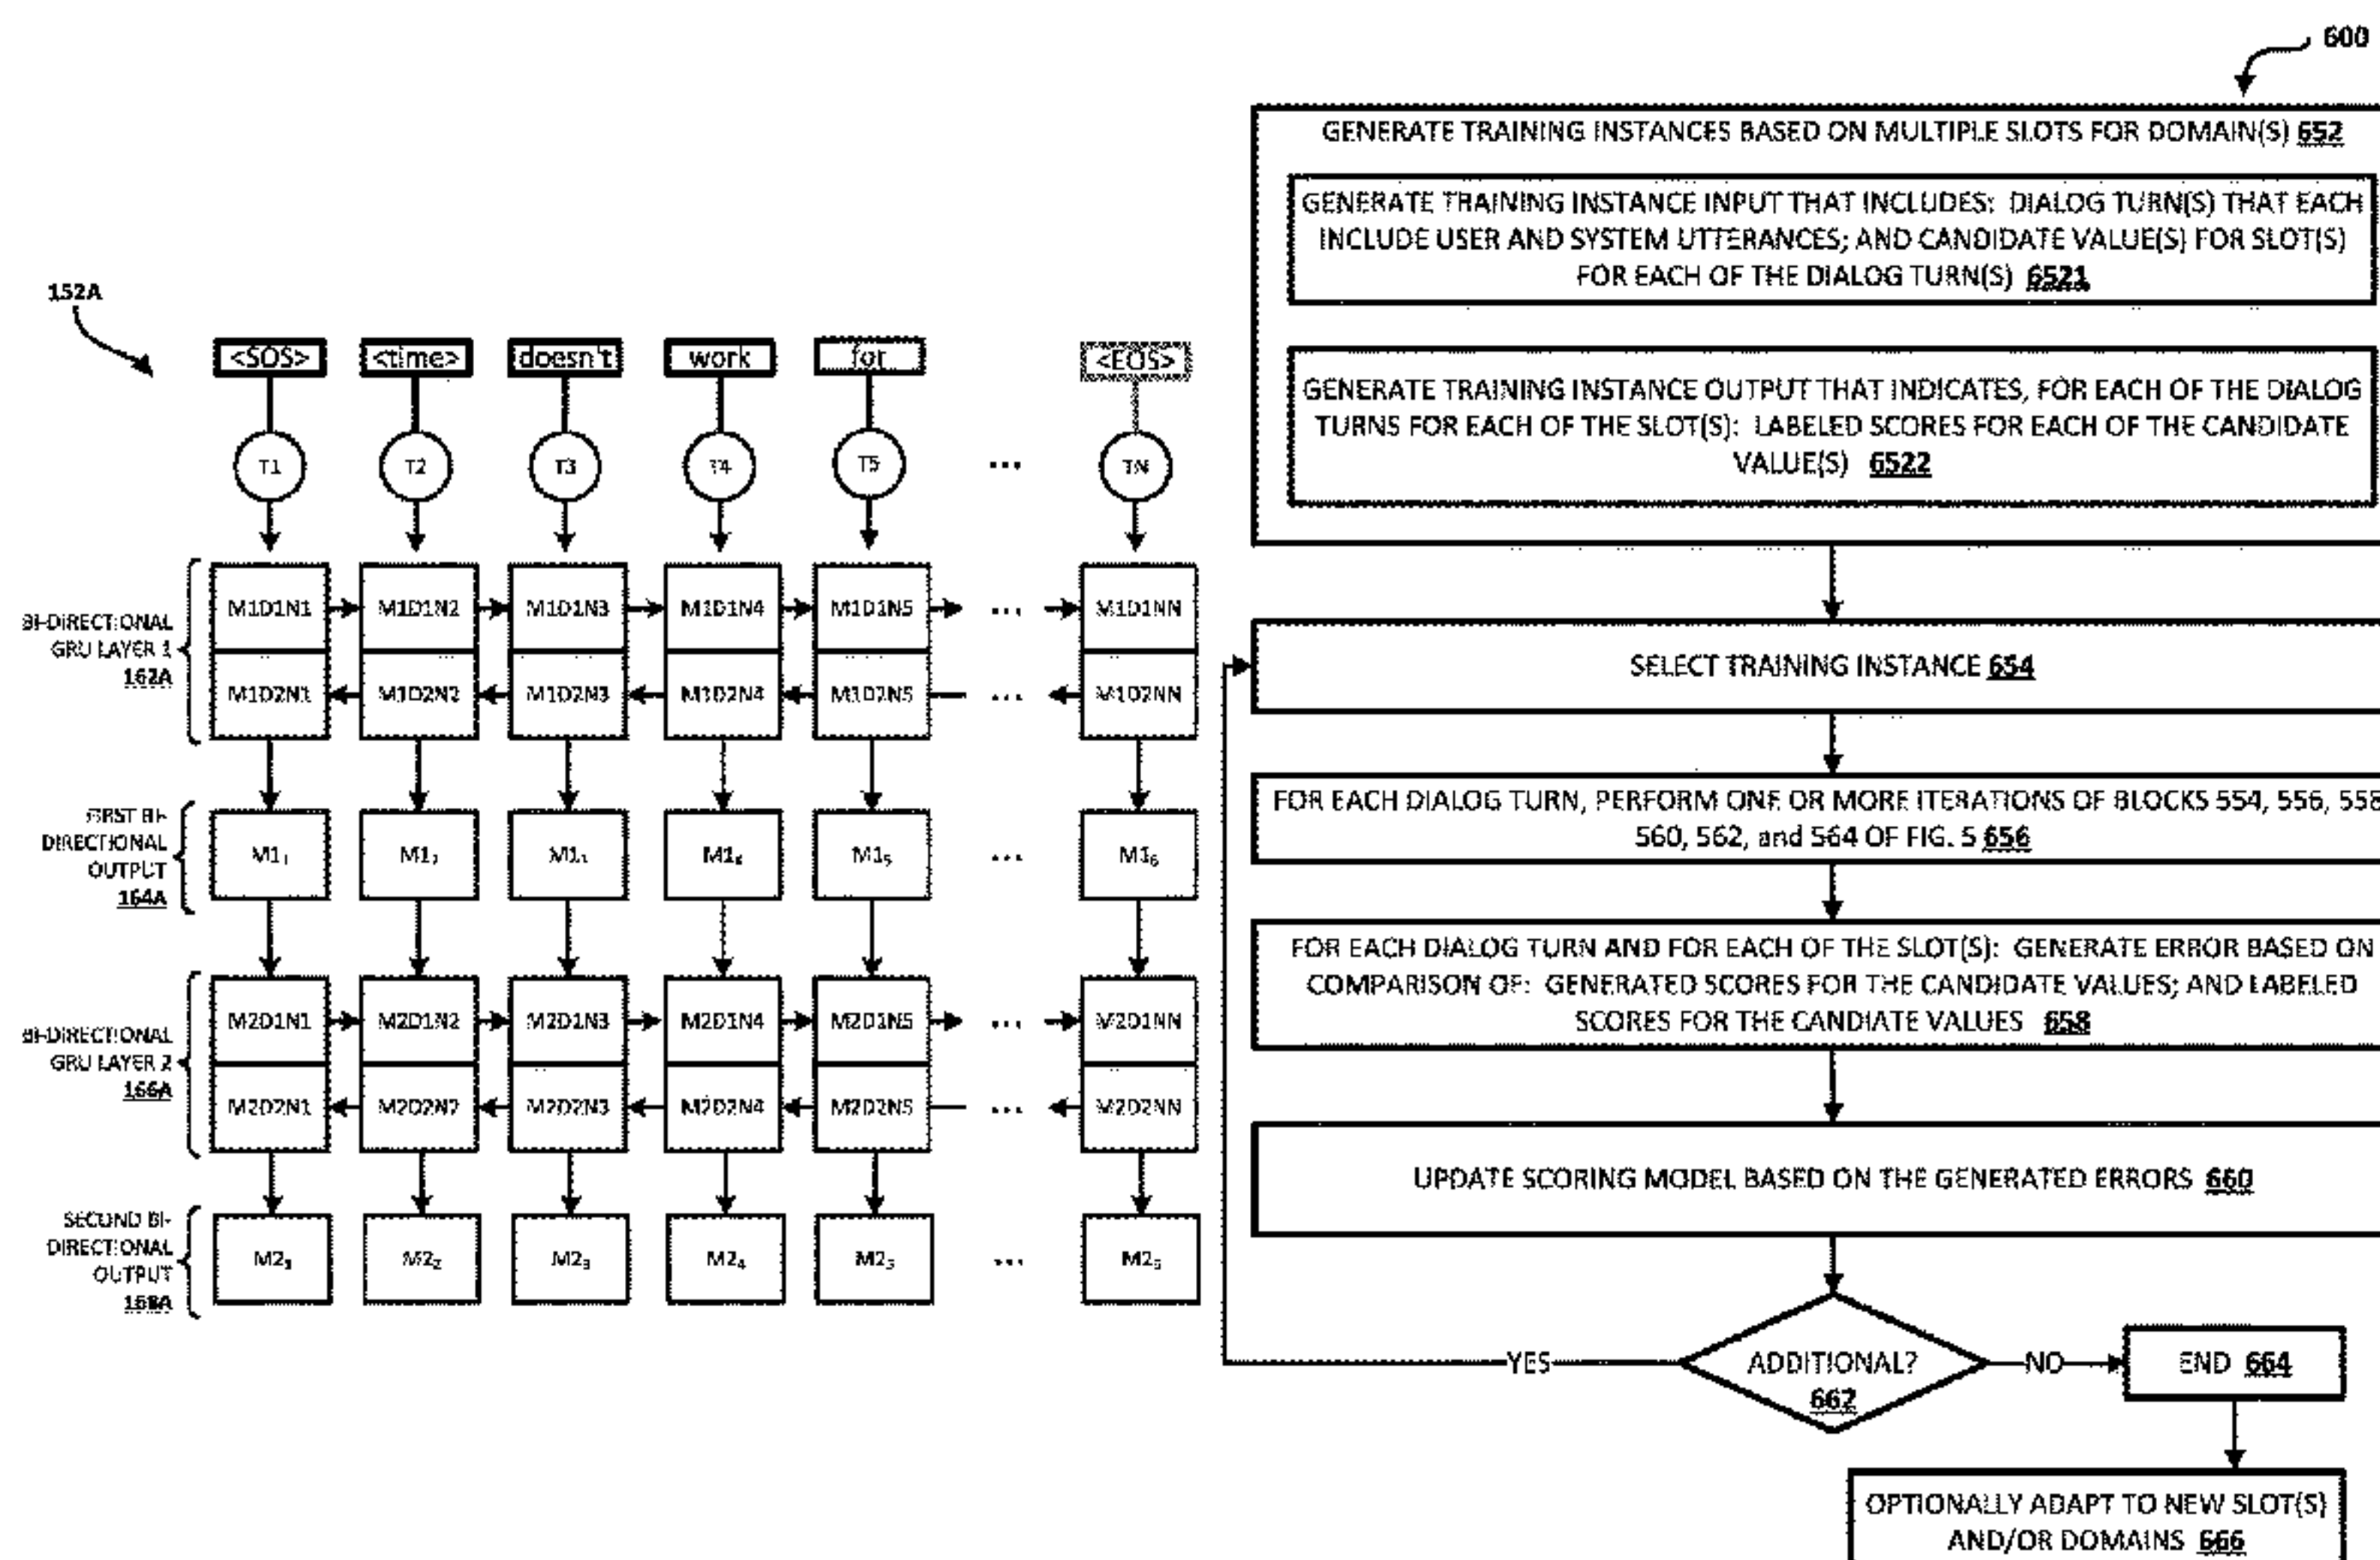 152A
<SOS> <time> doesn't work for <EOS>
T1 T2 T3 T4 T5 ... TN
BI-DIRECTIONAL
GRU LAYER 1
162A
M1D1N1 M1D1N2 M1D1N3 M1D1N4 M1D1N5 ... M1D1NN
M1D2N1 M1D2N2 M1D2N3 M1D2N4 M1D2N5 ... M1D2NN
FIRST BI-
DIRECTIONAL
OUTPUT
164A
M1₁ M1₂ M1₃ M1₄ M1₅ ... M1₆
BI-DIRECTIONAL
GRU LAYER 2
166A
M2D1N1 M2D1N2 M2D1N3 M2D1N4 M2D1N5 ... M2D1NN
M2D2N1 M2D2N2 M2D2N3 M2D2N4 M2D2N5 ... M2D2NN
SECOND BI-
DIRECTIONAL
OUTPUT
168A
M2₁ M2₂ M2₃ M2₄ M2₅ ... M2₆
600
GENERATE TRAINING INSTANCES BASED ON MULTIPLE SLOTS FOR DOMAIN(S) 652
GENERATE TRAINING INSTANCE INPUT THAT INCLUDES: DIALOG TURN(S) THAT EACH
INCLUDE USER AND SYSTEM UTTERANCES; AND CANDIDATE VALUE(S) FOR SLOT(S)
FOR EACH OF THE DIALOG TURN(S) 6521
GENERATE TRAINING INSTANCE OUTPUT THAT INDICATES, FOR EACH OF THE DIALOG
TURNS FOR EACH OF THE SLOT(S): LABELED SCORES FOR EACH OF THE CANDIDATE
VALUE(S) 6522
SELECT TRAINING INSTANCE 654
FOR EACH DIALOG TURN, PERFORM ONE OR MORE ITERATIONS OF BLOCKS 554, 556, 558
560, 562, and 564 OF FIG. 5 656
FOR EACH DIALOG TURN AND FOR EACH OF THE SLOT(S): GENERATE ERROR BASED ON
COMPARISON OF: GENERATED SCORES FOR THE CANDIDATE VALUES; AND LABELED
SCORES FOR THE CANDIATE VALUES 658
UPDATE SCORING MODEL BASED ON THE GENERATED ERRORS 660
ADDITIONAL?
662
YES
NO
END 664
OPTIONALLY ADAPT TO NEW SLOT(S)
AND/OR DOMAINS 666